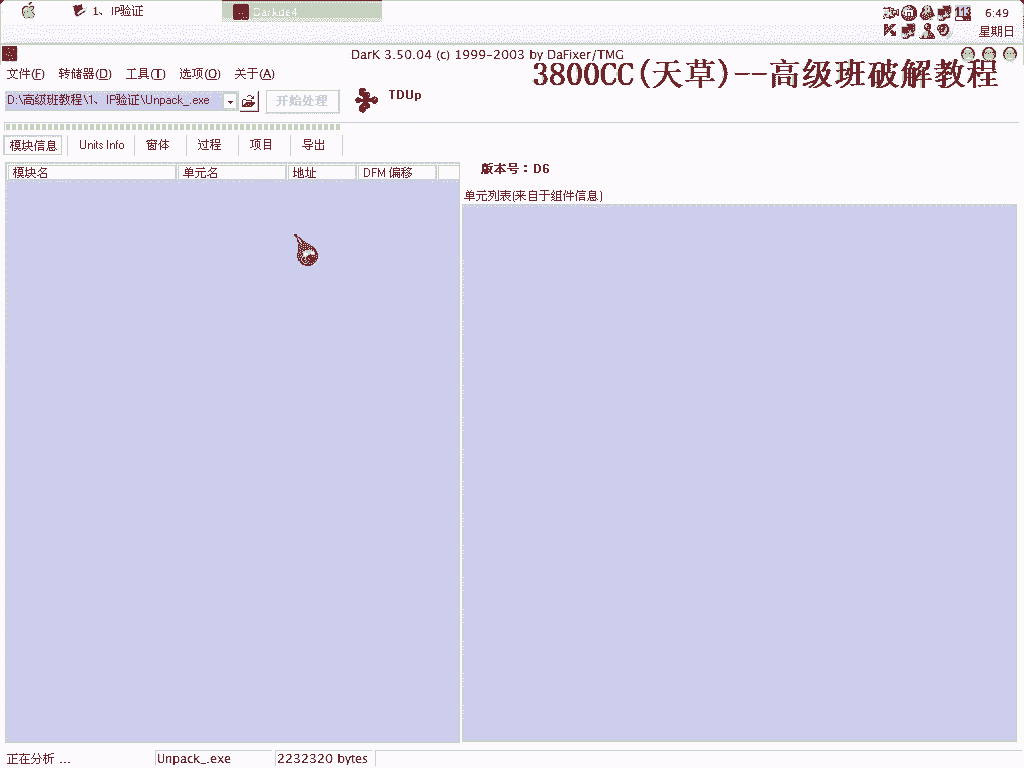 1、IP验证
Darkde4
113
6:49
星期日
DarK 3.50.04 (c) 1999-2003 by DaFixer/TMG
3800CC(天草)--高级班破解教程
文件(F) 转储器(D) 工具(T) 选项(O) 关于(A)
D:\高级班教程\1、IP验证\Unpack_.exe
开始处理
TDUp
模块信息 Units Info 窗体 过程 项目 导出
模块名 单元名 地址 DFM 偏移
版本号：D6
单元列表(来自于组件信息)
正在分析 ... Unpack_.exe 2232320 bytes